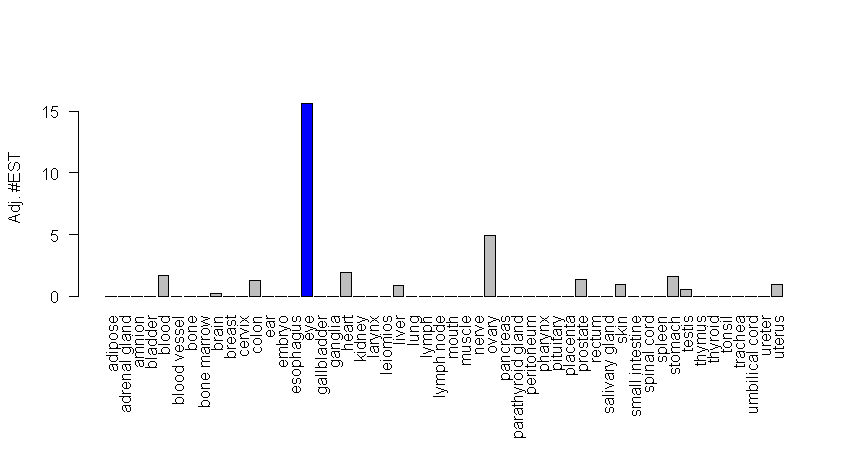 15
10
5
0
Adj. #EST
adipose
adrenal gland
amnion
bladder
blood
blood vessel
bone
bone marrow
brain
breast
cervix
colon
ear
embryo
esophagus
eye
gallbladder
ganglia
heart
kidney
larynx
leiomios
liver
lung
lymph
lymph node
mouth
muscle
nerve
ovary
pancreas
parathyroid gland
peritoneum
pharynx
pituitary
placenta
prostate
rectum
salivary gland
skin
small intestine
spinal cord
spleen
stomach
testis
thymus
thyroid
tonsil
trachea
umbilical cord
ureter
uterus